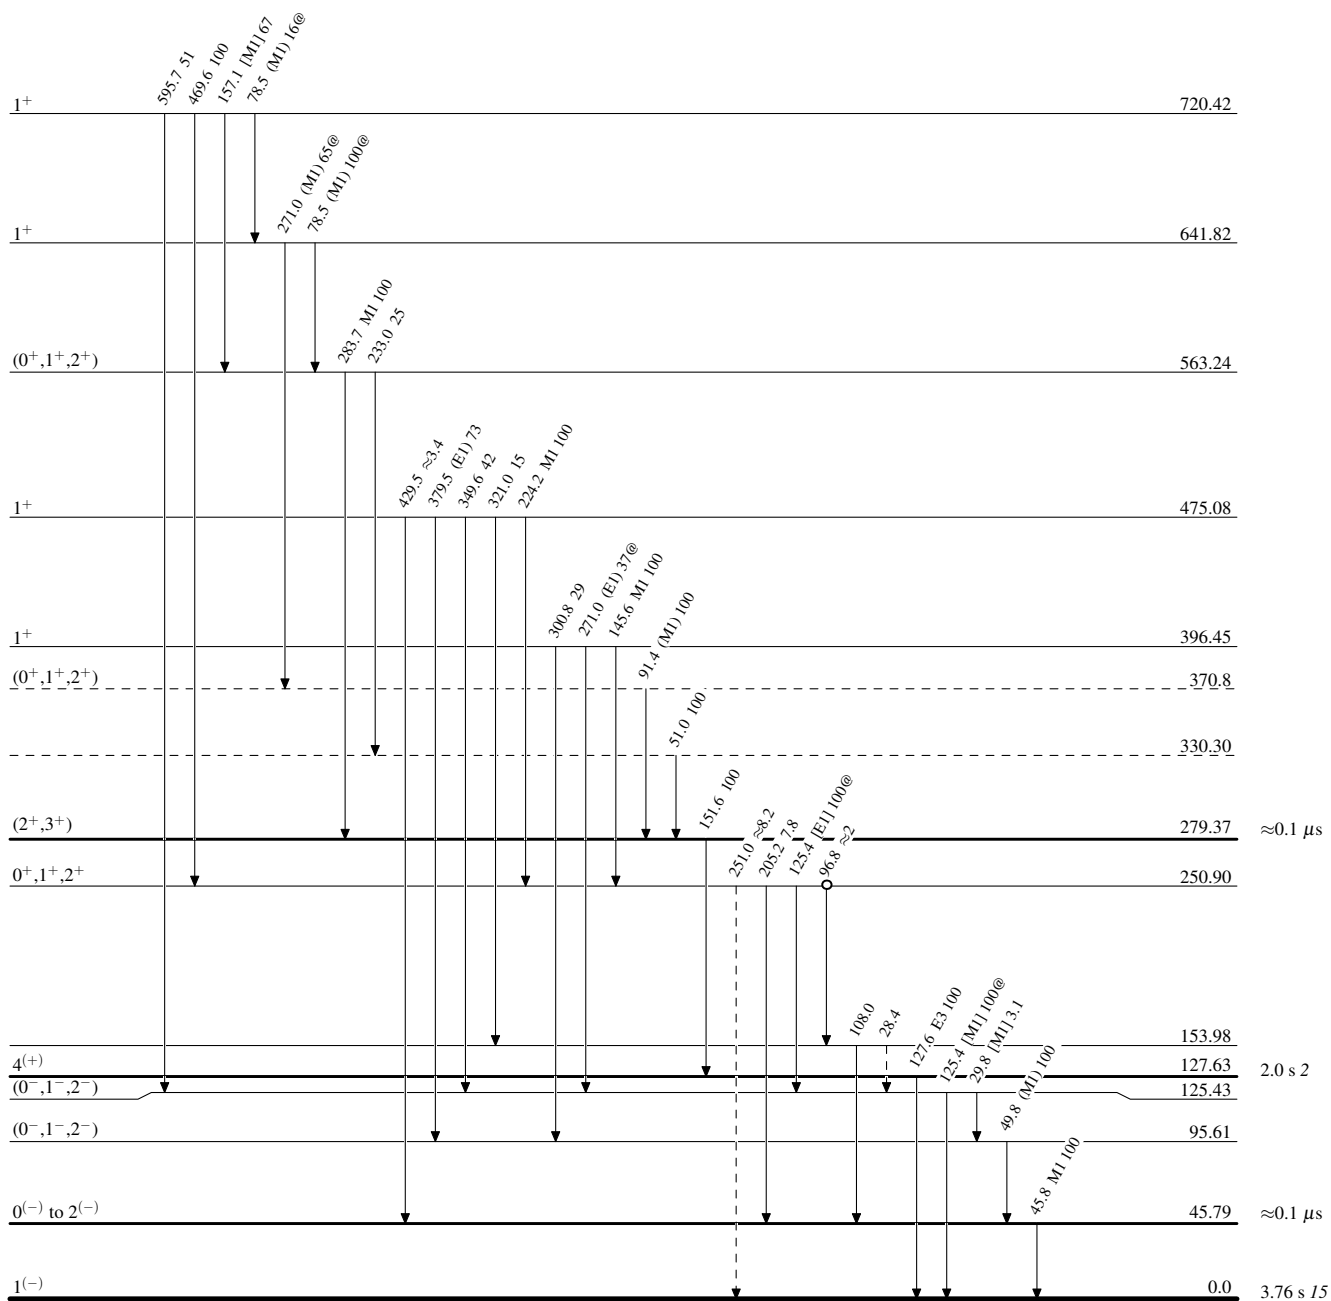 595.7 51
469.6 100
157.1 [M1] 67
78.5 (M1) 16@
1⁺ 720.42
271.0 (M1) 65@
78.5 (M1) 100@
1⁺ 641.82
283.7 M1 100
233.0 25
(0⁺,1⁺,2⁺) 563.24
429.5 ≈3.4
379.5 (E1) 73
349.6 42
321.0 15
224.2 M1 100
1⁺ 475.08
300.8 29
271.0 (E1) 37@
145.6 M1 100
1⁺ 396.45
91.4 (M1) 100
(0⁺,1⁺,2⁺) 370.8
51.0 100
330.30
151.6 100
(2⁺,3⁺) 279.37 ≈0.1 μs
251.0 ≈8.2
205.2 7.8
125.4 [E1] 100@
96.8 ≈2
0⁺,1⁺,2⁺ 250.90
108.0
28.4
153.98
127.6 E3 100
4⁽⁺⁾ 127.63 2.0 s 2
125.4 [M1] 100@
29.8 [M1] 3.1
(0⁻,1⁻,2⁻) 125.43
49.8 (M1) 100
(0⁻,1⁻,2⁻) 95.61
45.8 M1 100
0⁽⁻⁾ to 2⁽⁻⁾ 45.79 ≈0.1 μs
1⁽⁻⁾ 0.0 3.76 s 15